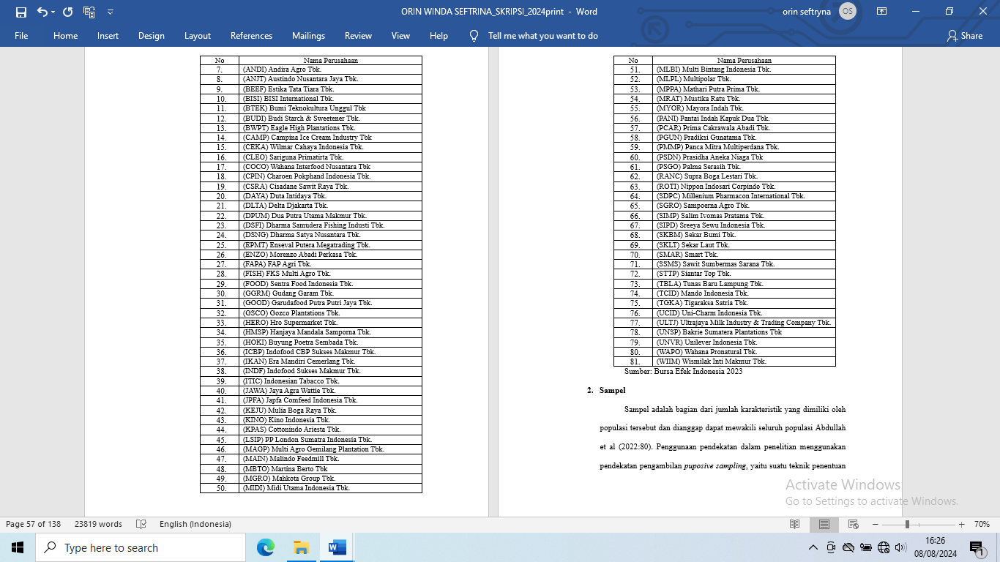 ORIN WINDA SEFTRINA_SKRIPSI_2024print - Word
orin seftryna
OS
File Home Insert Design Layout References Mailings Review View Help Tell me what you want to do Share
No Nama Perusahaan
7. (ANDI) Andira Agro Tbk.
8. (ANJT) Austindo Nusantara Jaya Tbk.
9. (BEEF) Estika Tata Tiara Tbk.
10. (BISI) BISI International Tbk.
11. (BTEK) Bumi Teknokultura Unggul Tbk
12. (BUDI) Budi Starch & Sweetener Tbk.
13. (BWPT) Eagle High Plantations Tbk.
14. (CAMP) Campina Ice Cream Industry Tbk
15. (CEKA) Wilmar Cahaya Indonesia Tbk.
16. (CLEO) Sariguna Primatirta Tbk.
17. (COCO) Wahana Interfood Nusantara Tbk
18. (CPIN) Charoen Pokphand Indonesia Tbk.
19. (CSRA) Cisadane Sawit Raya Tbk.
20. (DAYA) Duta Intidaya Tbk.
21. (DLTA) Delta Djakarta Tbk.
22. (DPUM) Dua Putra Utama Makmur Tbk.
23. (DSFI) Dharma Samudera Fishing Industi Tbk.
24. (DSNG) Dharma Satya Nusantara Tbk.
25. (EPMT) Enseval Putera Megatrading Tbk.
26. (ENZO) Morenzo Abadi Perkasa Tbk.
27. (FAPA) FAP Agri Tbk.
28. (FISH) FKS Multi Agro Tbk.
29. (FOOD) Sentra Food Indonesia Tbk.
30. (GGRM) Gudang Garam Tbk.
31. (GOOD) Garudafood Putra Putri Jaya Tbk.
32. (GSCO) Gozco Plantations Tbk.
33. (HERO) Hro Supermarket Tbk.
34. (HMSP) Hanjaya Mandala Samporna Tbk.
35. (HOKI) Buyung Poetra Sembada Tbk.
36. (ICBP) Indofood CBP Sukses Makmur Tbk.
37. (IKAN) Era Mandiri Cemerlang Tbk.
38. (INDF) Indofood Sukses Makmur Tbk.
39. (ITIC) Indonesian Tabacco Tbk.
40. (JAWA) Jaya Agra Wattie Tbk.
41. (JPFA) Japfa Comfeed Indonesia Tbk.
42. (KEJU) Mulia Boga Raya Tbk.
43. (KINO) Kino Indonesia Tbk.
44. (KPAS) Cottonindo Ariesta Tbk.
45. (LSIP) PP London Sumatra Indonesia Tbk.
46. (MAGP) Multi Agro Gemilang Plantation Tbk.
47. (MAIN) Malindo Feedmill Tbk.
48. (MBTO) Martina Berto Tbk
49. (MGRO) Mahkota Group Tbk.
50. (MIDI) Midi Utama Indonesia Tbk.
No Nama Perusahaan
51. (MLBI) Multi Bintang Indonesia Tbk.
52. (MLPL) Multipolar Tbk.
53. (MPPA) Mathari Putra Prima Tbk.
54. (MRAT) Mustika Ratu Tbk.
55. (MYOR) Mayora Indah Tbk.
56. (PANI) Pantai Indah Kapuk Dua Tbk.
57. (PCAR) Prima Cakrawala Abadi Tbk.
58. (PGUN) Pradiksi Gunatama Tbk.
59. (PMMP) Panca Mitra Multiperdana Tbk.
60. (PSDN) Prasidha Aneka Niaga Tbk
61. (PSGO) Palma Serasih Tbk.
62. (RANC) Supra Boga Lestari Tbk.
63. (ROTI) Nippon Indosari Corpindo Tbk.
64. (SDPC) Millenium Pharmacon International Tbk.
65. (SGRO) Sampoerna Agro Tbk.
66. (SIMP) Salim Ivomas Pratama Tbk.
67. (SIPD) Sreeya Sewu Indonesia Tbk.
68. (SKBM) Sekar Bumi Tbk.
69. (SKLT) Sekar Laut Tbk.
70. (SMAR) Smart Tbk.
71. (SSMS) Sawit Sumbermas Sarana Tbk.
72. (STTP) Siantar Top Tbk.
73. (TBLA) Tunas Baru Lampung Tbk.
74. (TCID) Mando Indonesia Tbk.
75. (TGKA) Tigaraksa Satria Tbk.
76. (UCID) Uni-Charm Indonesia Tbk.
77. (ULTJ) Ultrajaya Milk Industry & Trading Company Tbk.
78. (UNSP) Bakrie Sumatera Plantations Tbk
79. (UNVR) Unilever Indonesia Tbk.
80. (WAPO) Wahana Pronatural Tbk.
81. (WIIM) Wismilak Inti Makmur Tbk.
Sumber: Bursa Efek Indonesia 2023
2. Sampel
Sampel adalah bagian dari jumlah karakteristik yang dimiliki oleh
populasi tersebut dan dianggap dapat mewakili seluruh populasi Abdullah
et al (2022:80). Penggunaan pendekatan dalam penelitian menggunakan
pendekatan pengambilan puposive sampling, yaitu suatu teknik penentuan
Activate Windows
Go to Settings to activate Windows.
Page 57 of 138 23819 words English (Indonesia) 70%
Type here to search
16:26
08/08/2024
1